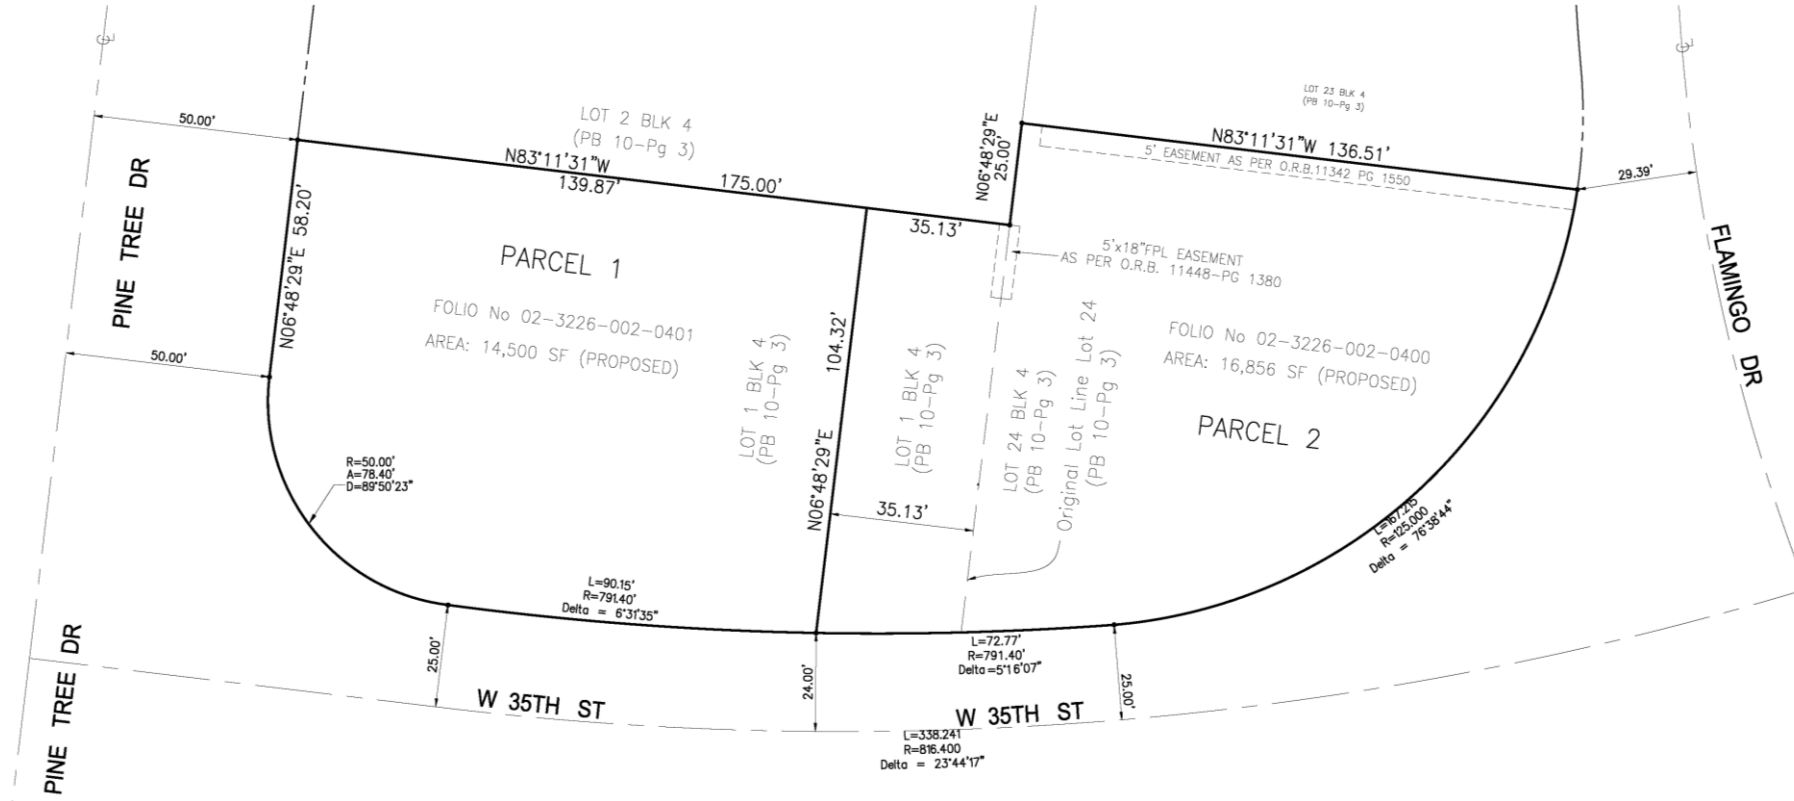 ℄
℄
50.00'
LOT 2 BLK 4
(PB 10-Pg 3)
N83°11'31"W
139.87'
175.00'
35.13'
N06°48'29"E
25.00'
LOT 23 BLK 4
(PB 10-Pg 3)
N83°11'31"W 136.51'
5' EASEMENT AS PER O.R.B.11342 PG 1550
29.39'
PINE TREE DR
N06°48'29"E 58.20'
PARCEL 1
FOLIO No 02-3226-002-0401
AREA: 14,500 SF (PROPOSED)
50.00'
LOT 1 BLK 4
(PB 10-Pg 3)
104.32'
N06°48'29"E
LOT 1 BLK 4
(PB 10-Pg 3)
35.13'
5'x18"FPL EASEMENT
AS PER O.R.B. 11448-PG 1380
LOT 24 BLK 4
(PB 10-Pg 3)
Original Lot Line Lot 24
(PB 10-Pg 3)
FOLIO No 02-3226-002-0400
AREA: 16,856 SF (PROPOSED)
PARCEL 2
FLAMINGO DR
R=50.00'
A=78.40'
D=89°50'23"
L=167.215
R=125.000
Delta = 76°38'44"
L=90.15'
R=791.40'
Delta = 6°31'35"
L=72.77'
R=791.40'
Delta=5°16'07"
25.00'
24.00'
25.00'
PINE TREE DR
W 35TH ST
W 35TH ST
L=338.241
R=816.400
Delta = 23°44'17"